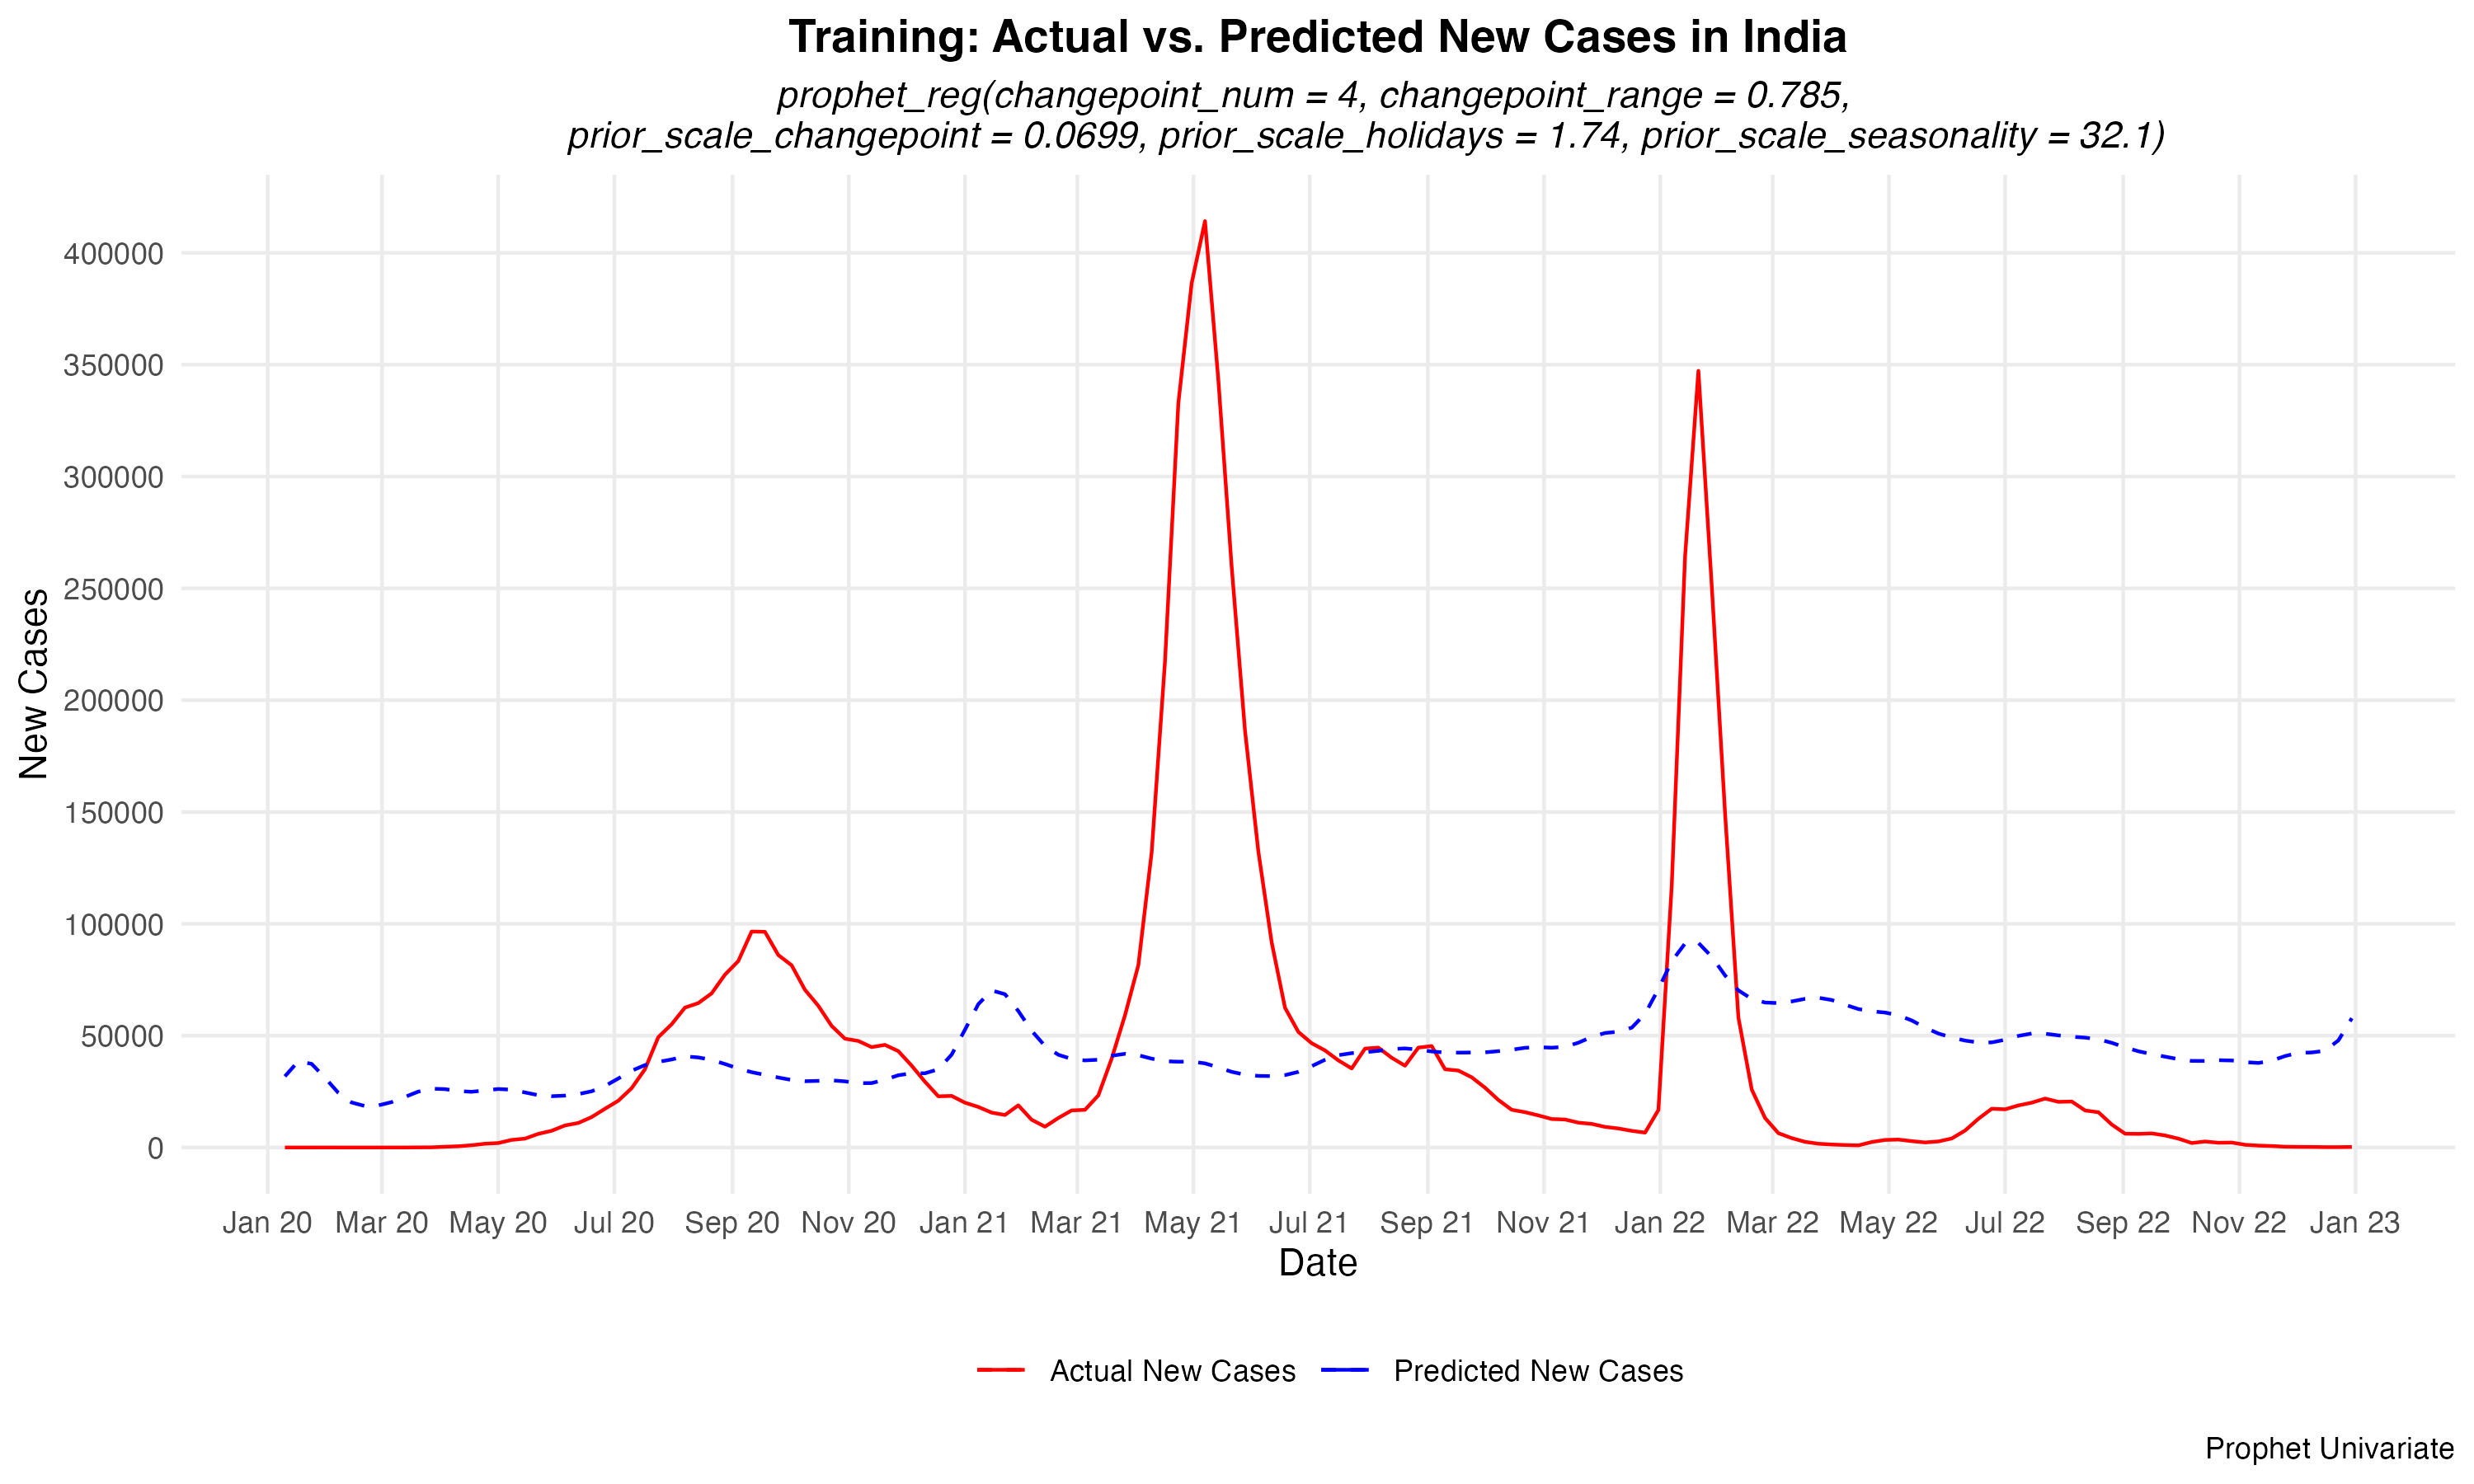 Training: Actual vs. Predicted New Cases in India
prophet_reg(changepoint_num = 4, changepoint_range = 0.785,
prior_scale_changepoint = 0.0699, prior_scale_holidays = 1.74, prior_scale_seasonality = 32.1)
New Cases
400000
350000
300000
250000
200000
150000
100000
50000
0
Jan 20 Mar 20 May 20 Jul 20 Sep 20 Nov 20 Jan 21 Mar 21 May 21 Jul 21 Sep 21 Nov 21 Jan 22 Mar 22 May 22 Jul 22 Sep 22 Nov 22 Jan 23
Date
Actual New Cases Predicted New Cases
Prophet Univariate